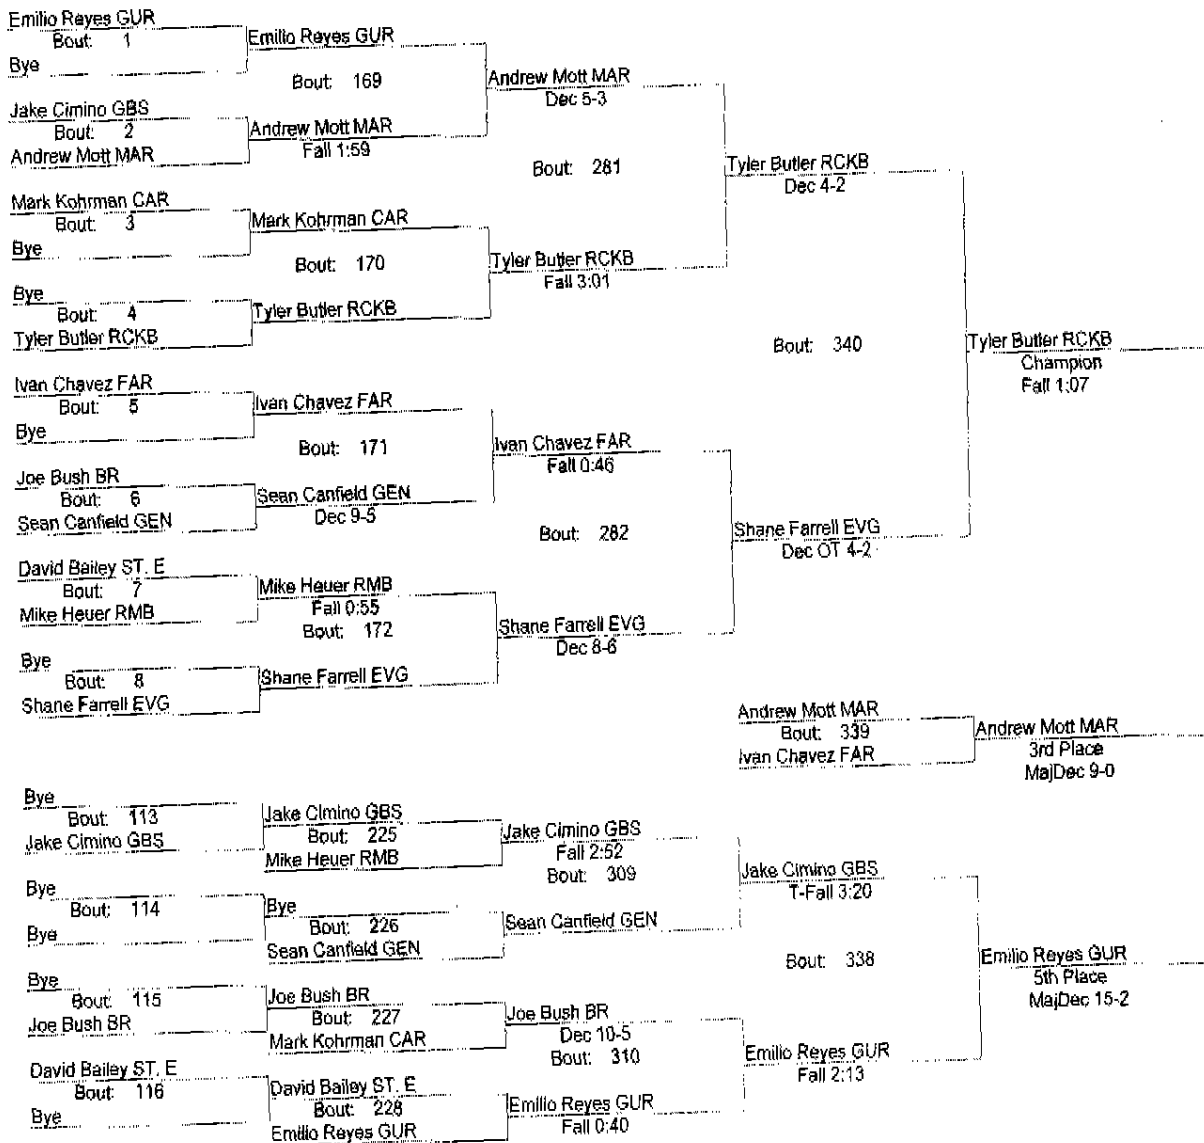 Emilio Reyes GUR
Bout: 1
Bye
Emilio Reyes GUR
Bout: 169
Jake Cimino GBS
Bout: 2
Andrew Mott MAR
Andrew Mott MAR
Fall 1:59
Andrew Mott MAR
Dec 5-3
Bout: 281
Mark Kohrman CAR
Bout: 3
Bye
Mark Kohrman CAR
Bout: 170
Bye
Bout: 4
Tyler Butler RCKB
Tyler Butler RCKB
Tyler Butler RCKB
Fall 3:01
Tyler Butler RCKB
Dec 4-2
Bout: 340
Ivan Chavez FAR
Bout: 5
Bye
Ivan Chavez FAR
Bout: 171
Joe Bush BR
Bout: 6
Sean Canfield GEN
Sean Canfield GEN
Dec 9-5
Ivan Chavez FAR
Fall 0:46
Bout: 282
David Bailey ST. E
Bout: 7
Mike Heuer RMB
Mike Heuer RMB
Fall 0:55
Bout: 172
Bye
Bout: 8
Shane Farrell EVG
Shane Farrell EVG
Shane Farrell EVG
Dec 8-6
Shane Farrell EVG
Dec OT 4-2
Tyler Butler RCKB
Champion
Fall 1:07
Andrew Mott MAR
Bout: 339
Ivan Chavez FAR
Andrew Mott MAR
3rd Place
MajDec 9-0
Bye
Bout: 113
Jake Cimino GBS
Jake Cimino GBS
Bout: 225
Mike Heuer RMB
Jake Cimino GBS
Fall 2:52
Bout: 309
Bye
Bout: 114
Bye
Bye
Bout: 226
Sean Canfield GEN
Sean Canfield GEN
Jake Cimino GBS
T-Fall 3:20
Bout: 338
Bye
Bout: 115
Joe Bush BR
Joe Bush BR
Bout: 227
Mark Kohrman CAR
Joe Bush BR
Dec 10-5
Bout: 310
David Bailey ST. E
Bout: 116
Bye
David Bailey ST. E
Bout: 228
Emilio Reyes GUR
Emilio Reyes GUR
Fall 0:40
Emilio Reyes GUR
Fall 2:13
Emilio Reyes GUR
5th Place
MajDec 15-2